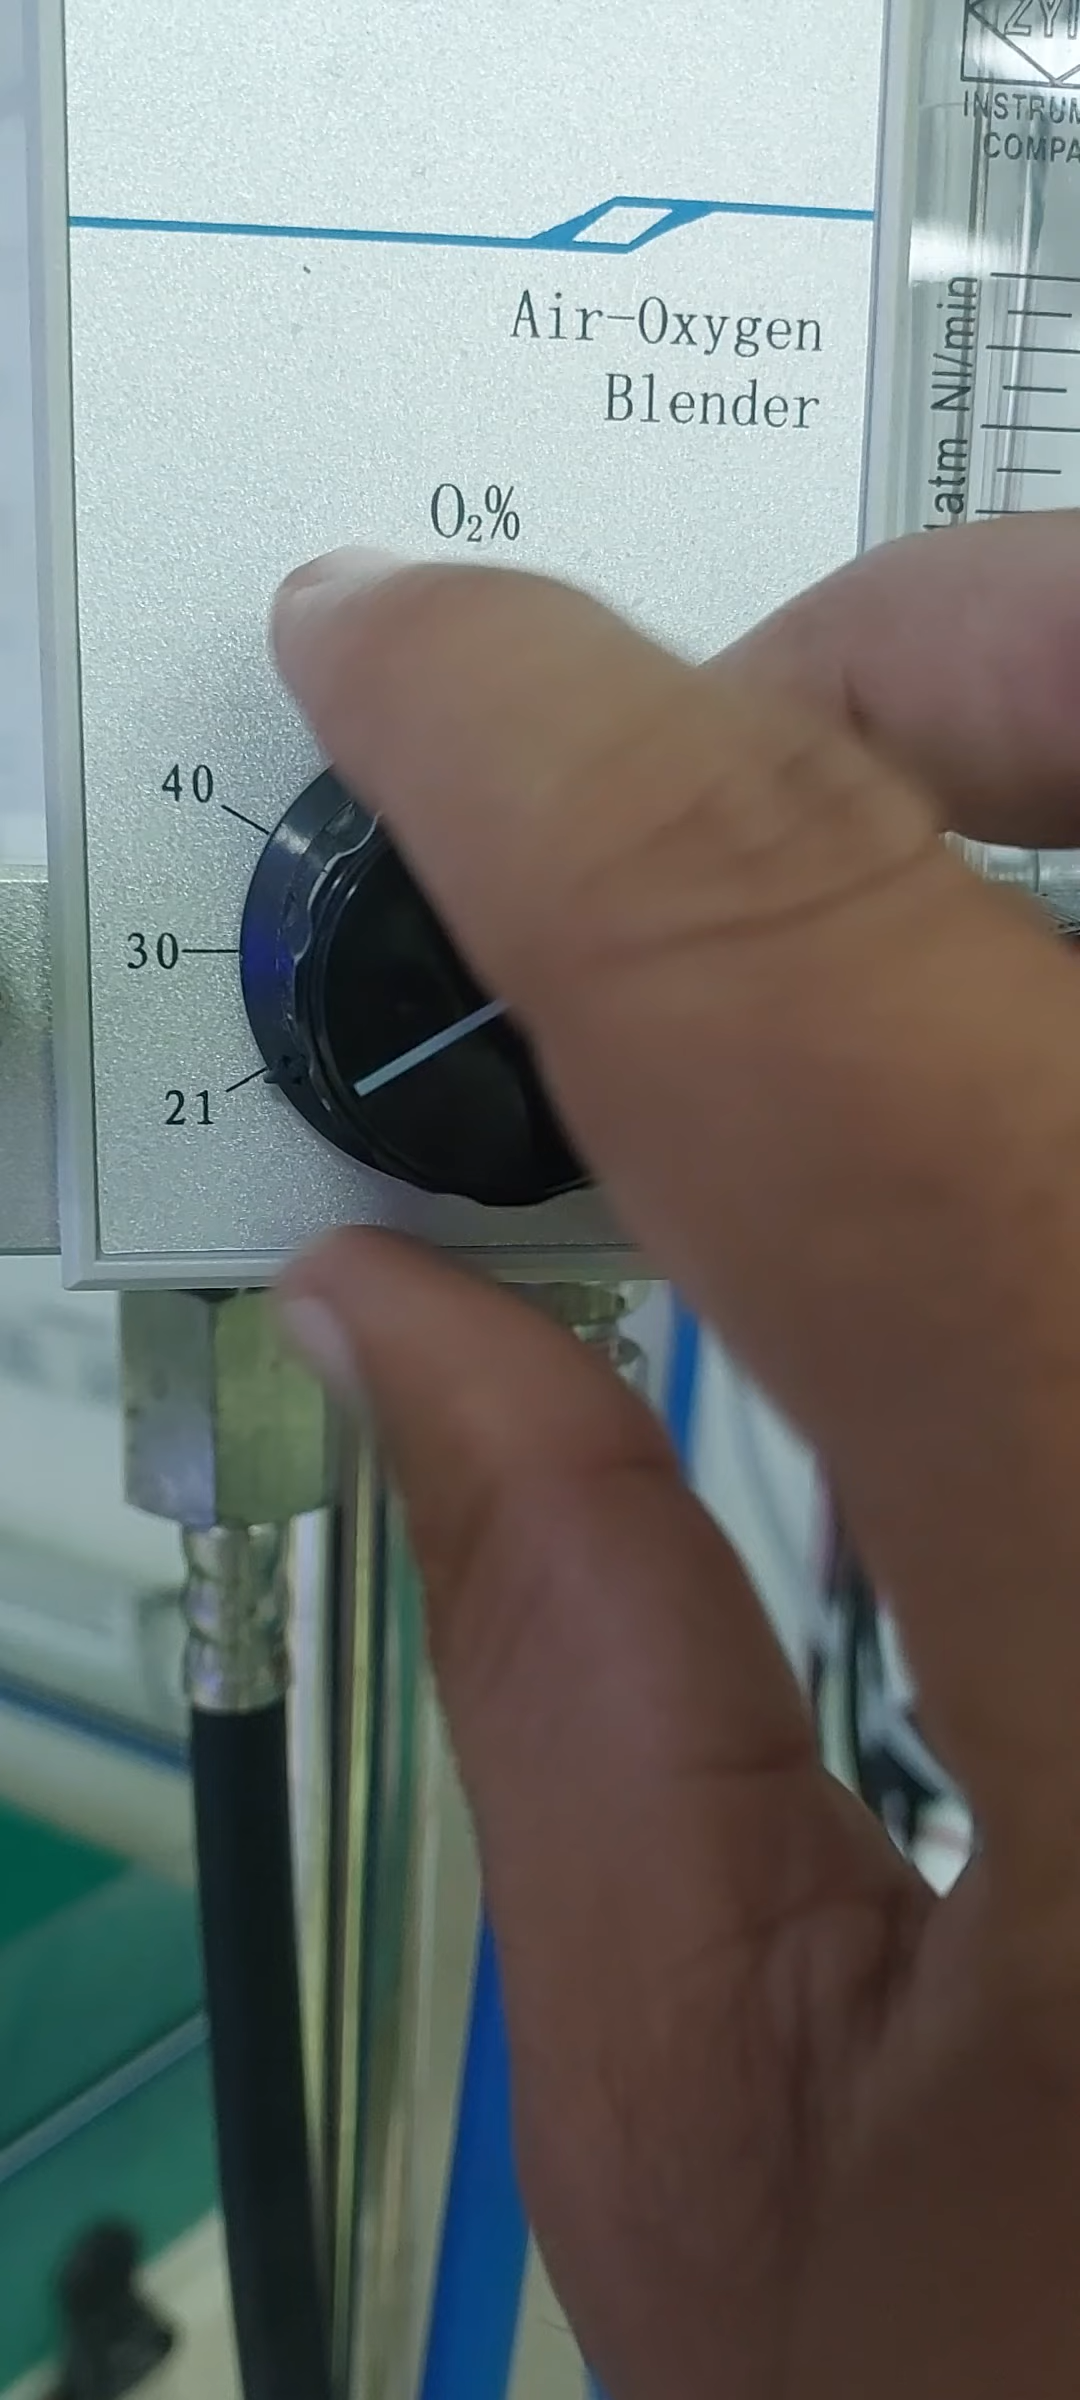 INSTRUM
COMPA
Air-Oxygen
Blender
atm Nl/min
O₂%
40
30
21